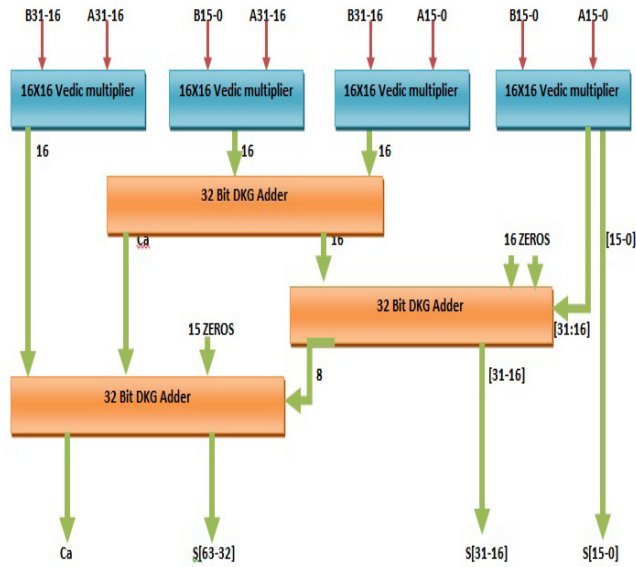 B31-16 A31-16 B15-0 A31-16 B31-16 A15-0 B15-0 A15-0
16X16 Vedic multiplier 16X16 Vedic multiplier 16X16 Vedic multiplier 16X16 Vedic multiplier
16 16 16
32 Bit DKG Adder
Ca 16 16 ZEROS [15-0]
32 Bit DKG Adder
15 ZEROS [31:16]
8 [31-16]
32 Bit DKG Adder
Ca S[63-32] S[31-16] S[15-0]